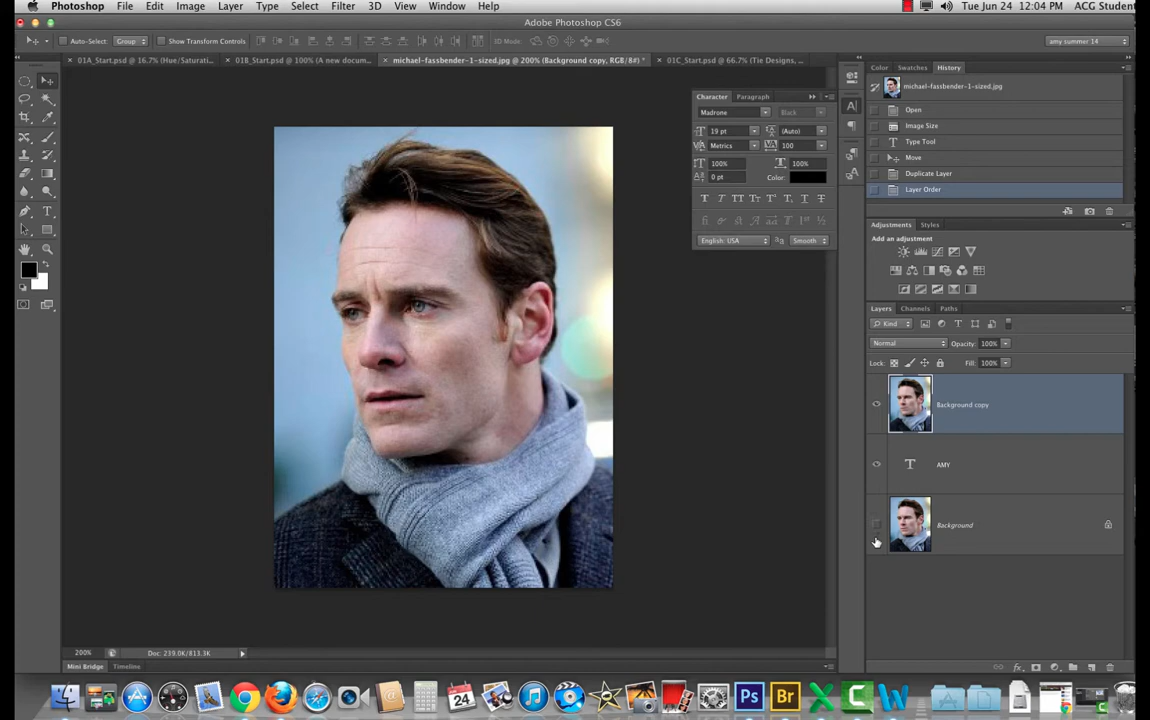 Photoshop File Edit Image Layer Type Select Filter 3D View Window Help Tue Jun 24 12:04 PM ACG Student
Adobe Photoshop CS6
Auto-Select: Group Show Transform Controls 3D Mode: amy summer 14
01A_Start.psd @ 16.7% (Hue/Saturati... 01B_Start.psd @ 100% (A new docum... michael-fassbender-1-sized.jpg @ 200% (Background copy, RGB/8#) * 01C_Start.psd @ 66.7% (Tie Designs, ...
Color Swatches History
michael-fassbender-1-sized.jpg
Open
Image Size
Type Tool
Move
Duplicate Layer
Layer Order
Character Paragraph
Madrone Black
19 pt (Auto)
Metrics 100
100% 100%
0 pt Color:
English: USA Smooth
Adjustments Styles
Add an adjustment
Layers Channels Paths
Kind
Normal Opacity: 100%
Lock: Fill: 100%
Background copy
AMY
Background
200% Doc: 239.0K/813.3K
Mini Bridge Timeline
24
Ps Br